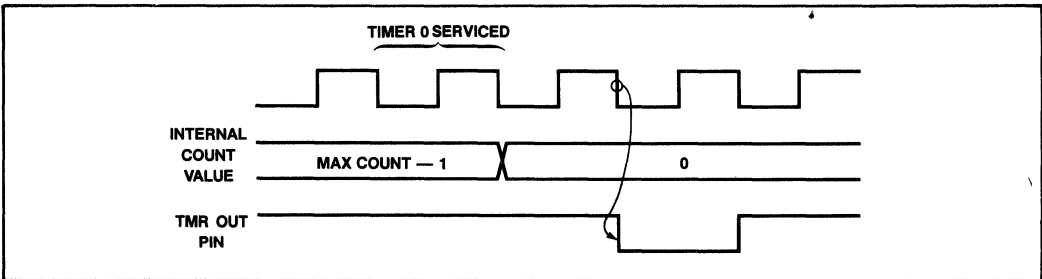 TIMER 0 SERVICED
INTERNAL
COUNT
VALUE
MAX COUNT — 1
0
TMR OUT
PIN